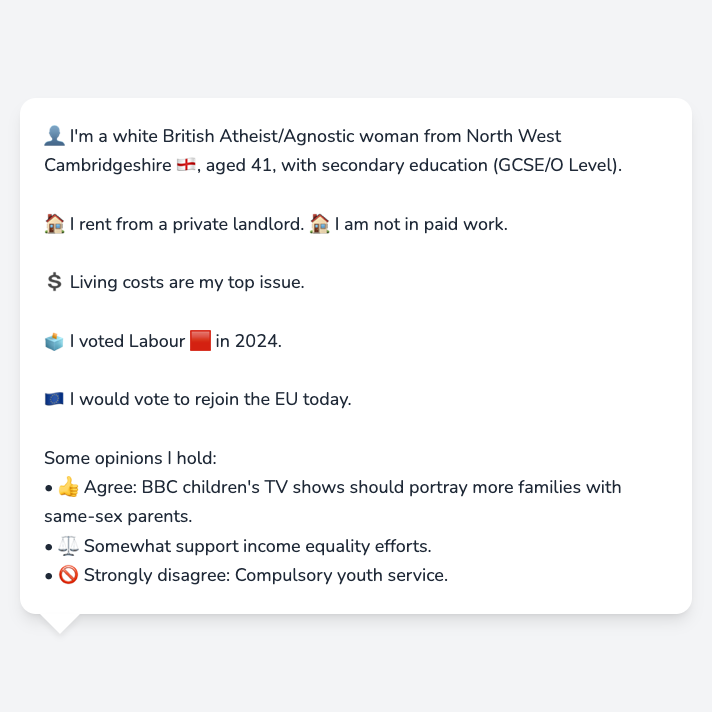 👤 I'm a white British Atheist/Agnostic woman from North West
Cambridgeshire 🏴󠁧󠁢󠁥󠁮󠁧󠁿, aged 41, with secondary education (GCSE/O Level).
🏠 I rent from a private landlord. 🏠 I am not in paid work.
💲 Living costs are my top issue.
🗳️ I voted Labour 🟥 in 2024.
🇪🇺 I would vote to rejoin the EU today.
Some opinions I hold:
• 👍 Agree: BBC children's TV shows should portray more families with
same-sex parents.
• ⚖️ Somewhat support income equality efforts.
• 🚫 Strongly disagree: Compulsory youth service.